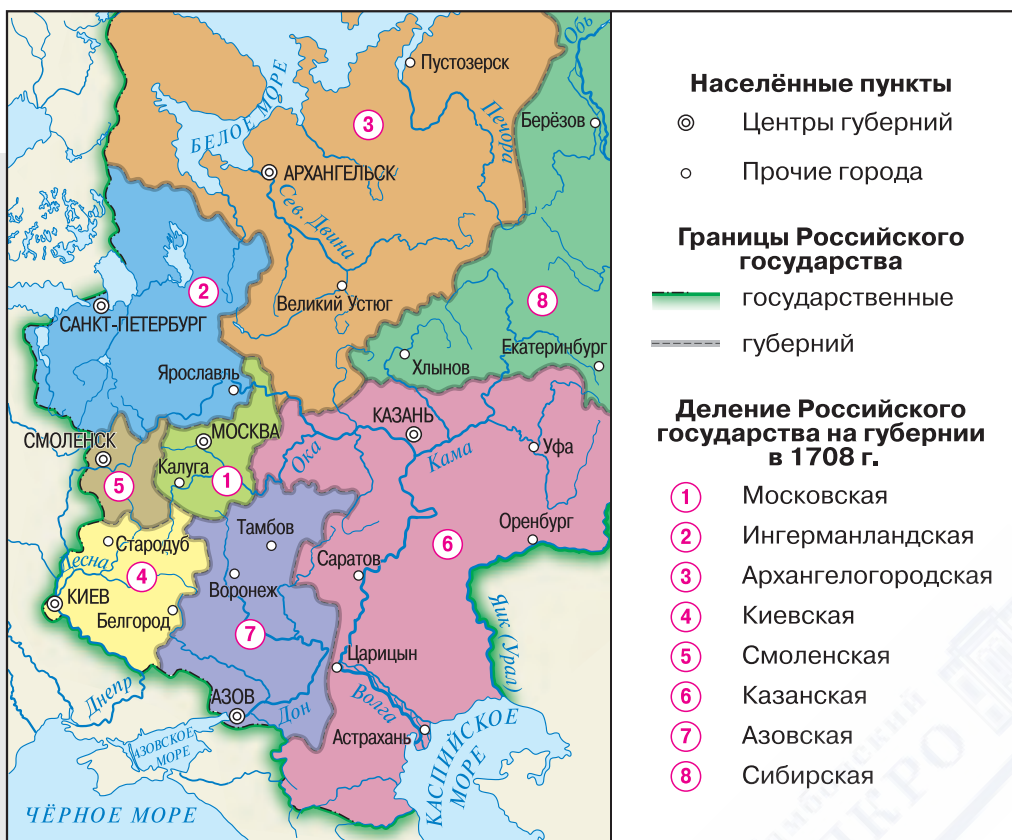 Пустозерск
Обь
Печора
Берёзов
БЕЛОЕ МОРЕ
3
АРХАНГЕЛЬСК
Сев. Двина
2
Великий Устюг
8
САНКТ-ПЕТЕРБУРГ
Екатеринбург
Хлынов
Ярославль
КАЗАНЬ
МОСКВА
СМОЛЕНСК
Ока
Кама
Уфа
Калуга
1
5
Оренбург
Тамбов
Стародуб
Саратов
6
Десна
4
Воронеж
КИЕВ
Белгород
Яик (Урал)
7
Царицын
Днепр
АЗОВ
Дон
Волга
Астрахань
АЗОВСКОЕ
МОРЕ
КАСПИЙСКОЕ
МОРЕ
ЧЁРНОЕ МОРЕ
Населённые пункты
Центры губерний
Прочие города
Границы Российского
государства
государственные
губерний
Деление Российского
государства на губернии
в 1708 г.
1 Московская
2 Ингерманландская
3 Архангелогородская
4 Киевская
5 Смоленская
6 Казанская
7 Азовская
8 Сибирская